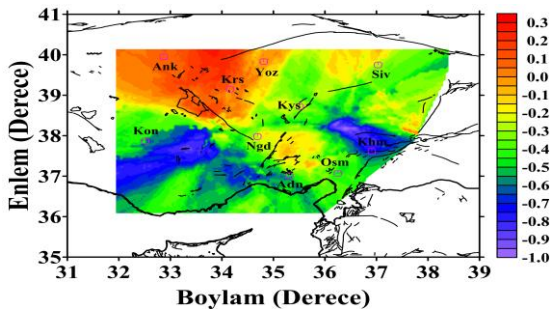 41
40
39
38
37
36
35
31 32 33 34 35 36 37 38 39
Enlem (Derece)
Boylam (Derece)
Ank
Yoz
Siv
Krs
Kys
Kon
Ngd
Khm
Osm
Adn
0.3
0.2
0.1
0.0
-0.1
-0.2
-0.3
-0.4
-0.5
-0.6
-0.7
-0.8
-0.9
-1.0